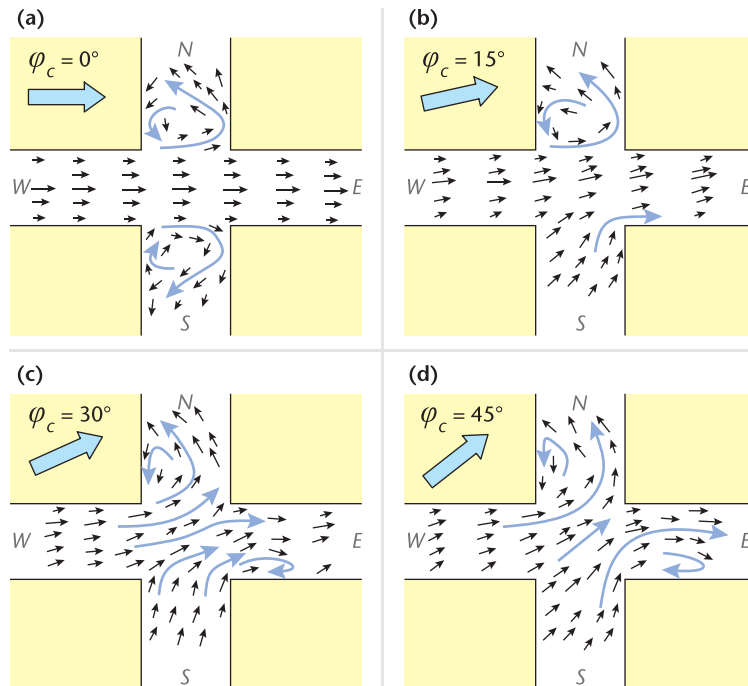 (a)
N
φc = 0°
W
E
S
(b)
N
φc = 15°
W
E
S
(c)
N
φc = 30°
W
E
S
(d)
N
φc = 45°
W
E
S